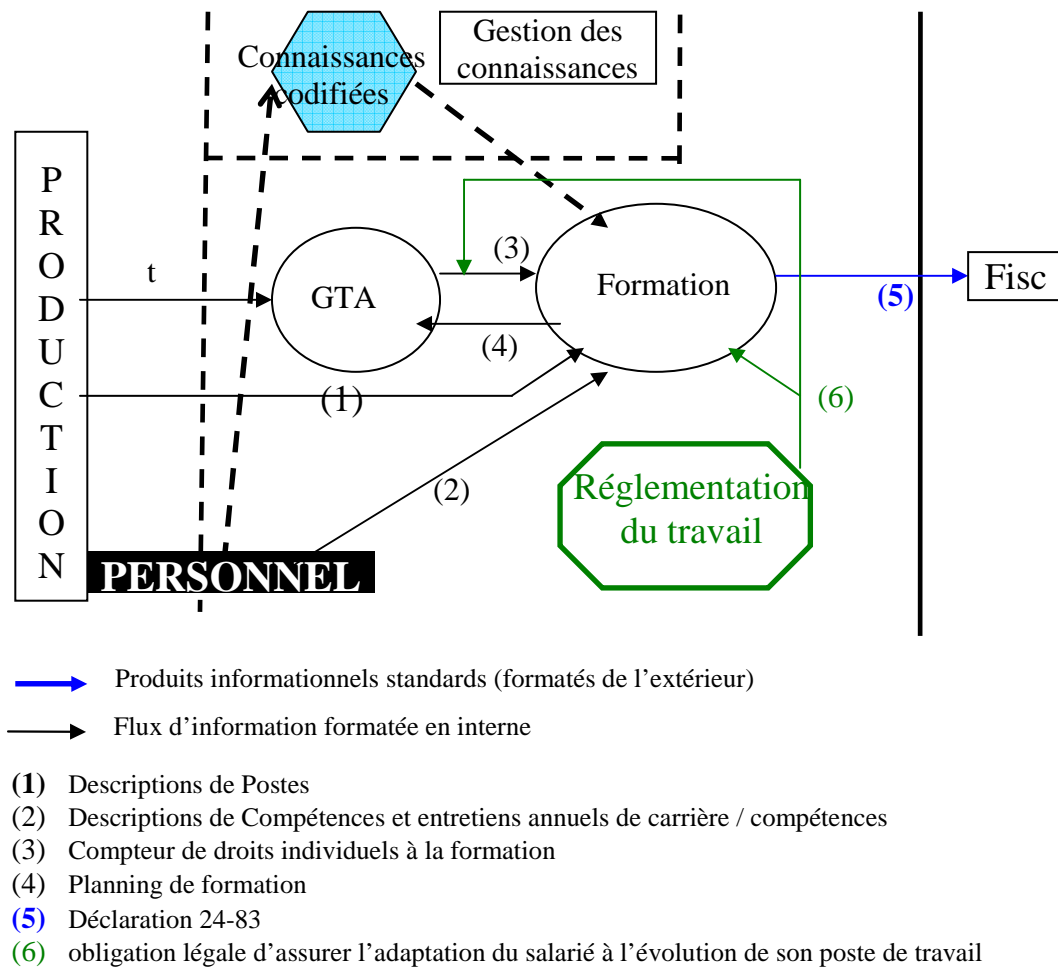 Gestion des
connaissances
Connaissances
codifiées
P
R
O
D
U
C
T
I
O
N
t
GTA
(3)
(4)
Formation
(5)
Fisc
(1)
(6)
(2)
Réglementation
du travail
PERSONNEL
Produits informationnels standards (formatés de l’extérieur)
Flux d’information formatée en interne
(1) Descriptions de Postes
(2) Descriptions de Compétences et entretiens annuels de carrière / compétences
(3) Compteur de droits individuels à la formation
(4) Planning de formation
(5) Déclaration 24-83
(6) obligation légale d’assurer l’adaptation du salarié à l’évolution de son poste de travail